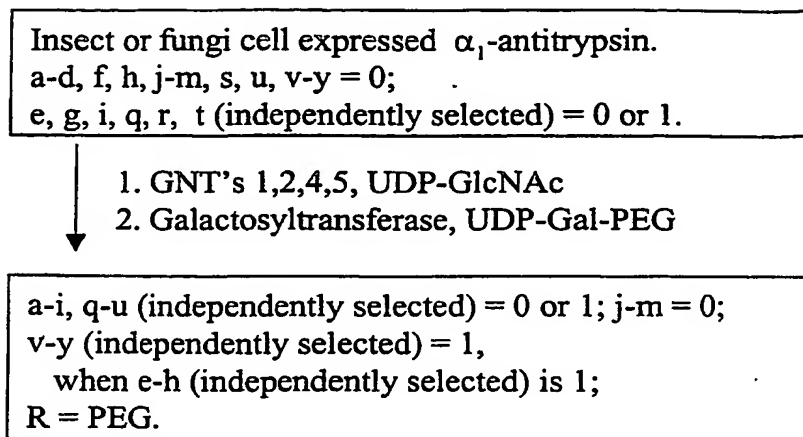 Insect or fungi cell expressed α₁-antitrypsin.
a-d, f, h, j-m, s, u, v-y = 0;
e, g, i, q, r, t (independently selected) = 0 or 1.
1. GNT's 1,2,4,5, UDP-GlcNAc
2. Galactosyltransferase, UDP-Gal-PEG
a-i, q-u (independently selected) = 0 or 1; j-m = 0;
v-y (independently selected) = 1,
when e-h (independently selected) is 1;
R = PEG.